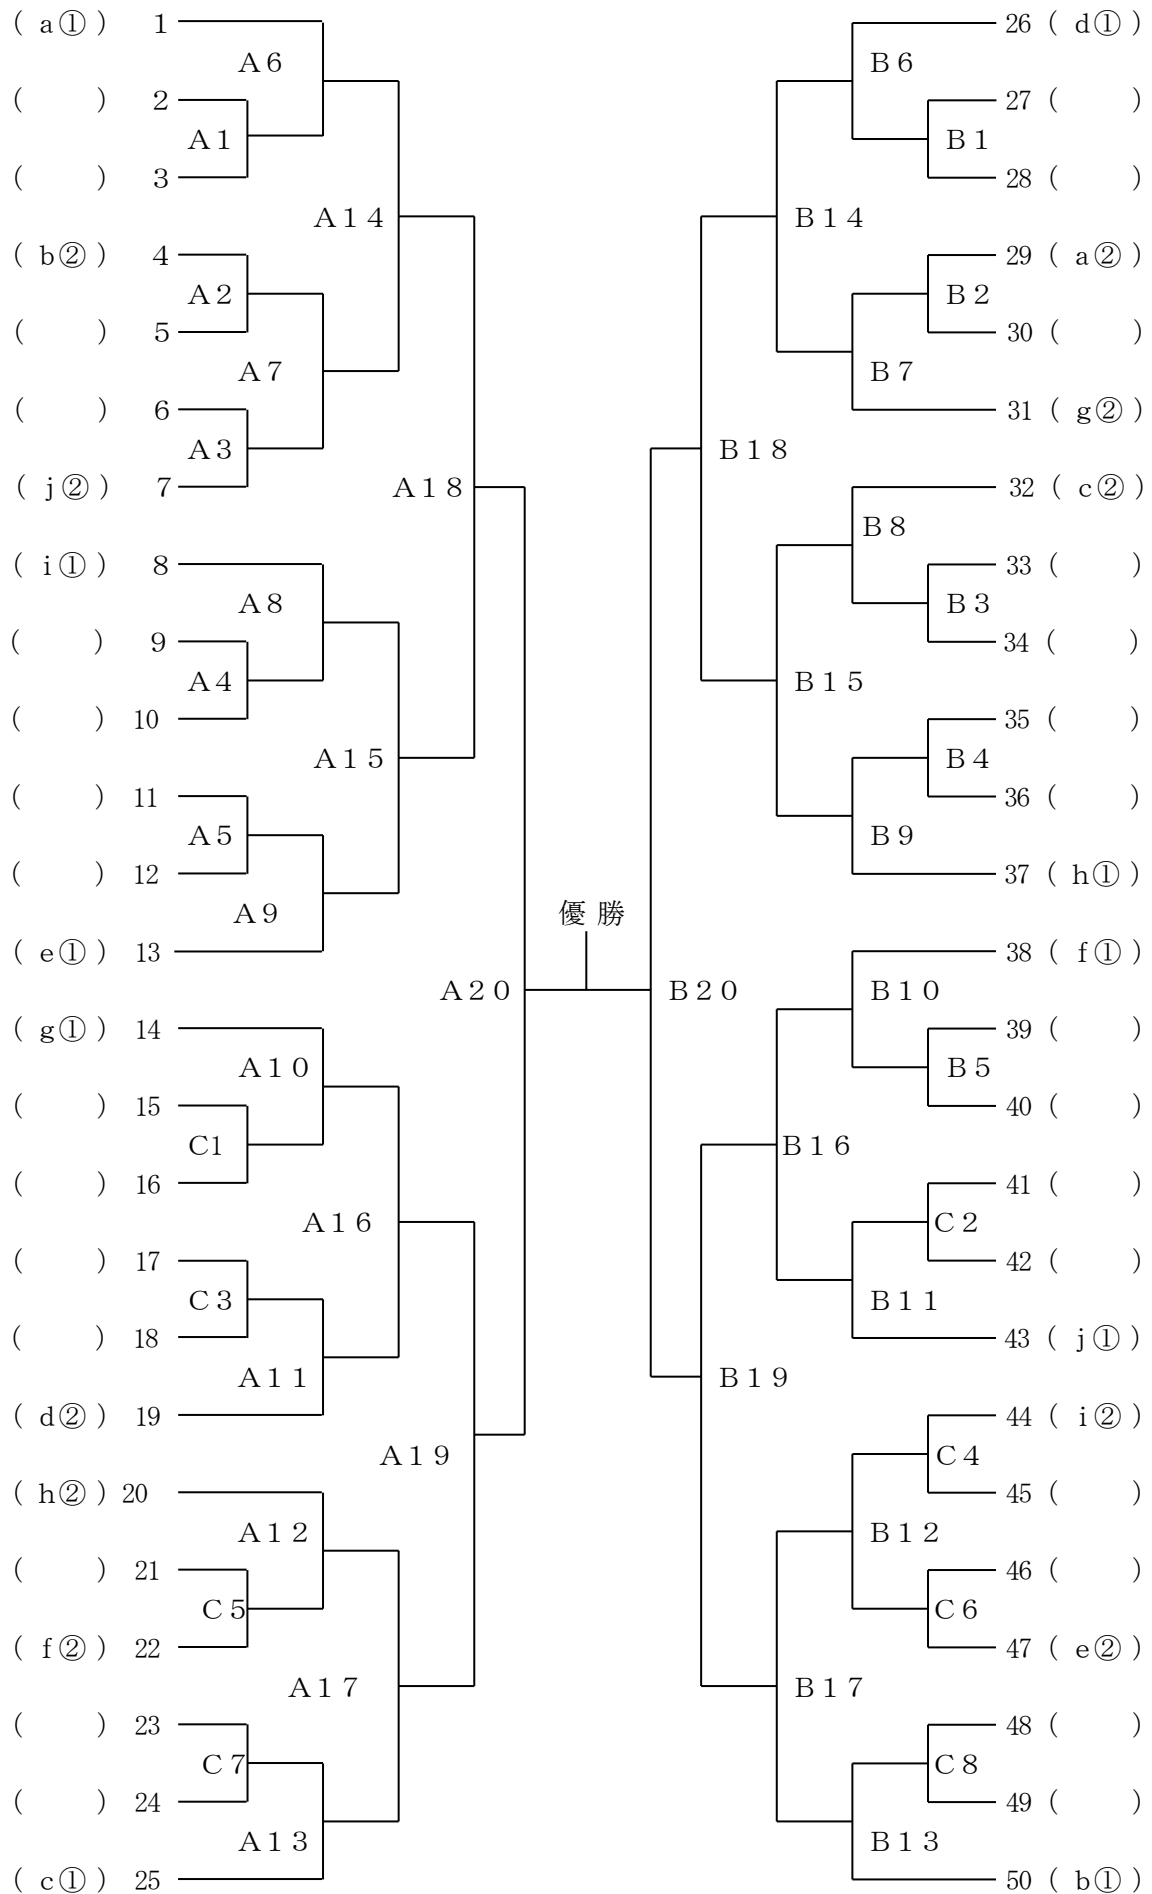 ( a① ) 1
A6
( ) 2
A1
( ) 3
A14
( b② ) 4
A2
( ) 5
A7
( ) 6
A3
( j② ) 7
A18
( i① ) 8
A8
( ) 9
A4
( ) 10
A15
( ) 11
A5
( ) 12
A9
( e① ) 13
A20
( g① ) 14
A10
( ) 15
C1
( ) 16
A16
( ) 17
C3
( ) 18
A11
( d② ) 19
A19
( h② ) 20
A12
( ) 21
C5
( f② ) 22
A17
( ) 23
C7
( ) 24
A13
( c① ) 25
優勝
26 ( d① )
B6
27 ( )
B1
28 ( )
B14
29 ( a② )
B2
30 ( )
B7
31 ( g② )
B18
32 ( c② )
B8
33 ( )
B3
34 ( )
B15
35 ( )
B4
36 ( )
B9
37 ( h① )
38 ( f① )
B20
B10
39 ( )
B5
40 ( )
B16
41 ( )
C2
42 ( )
B11
43 ( j① )
B19
44 ( i② )
C4
45 ( )
B12
46 ( )
C6
47 ( e② )
B17
48 ( )
C8
49 ( )
B13
50 ( b① )